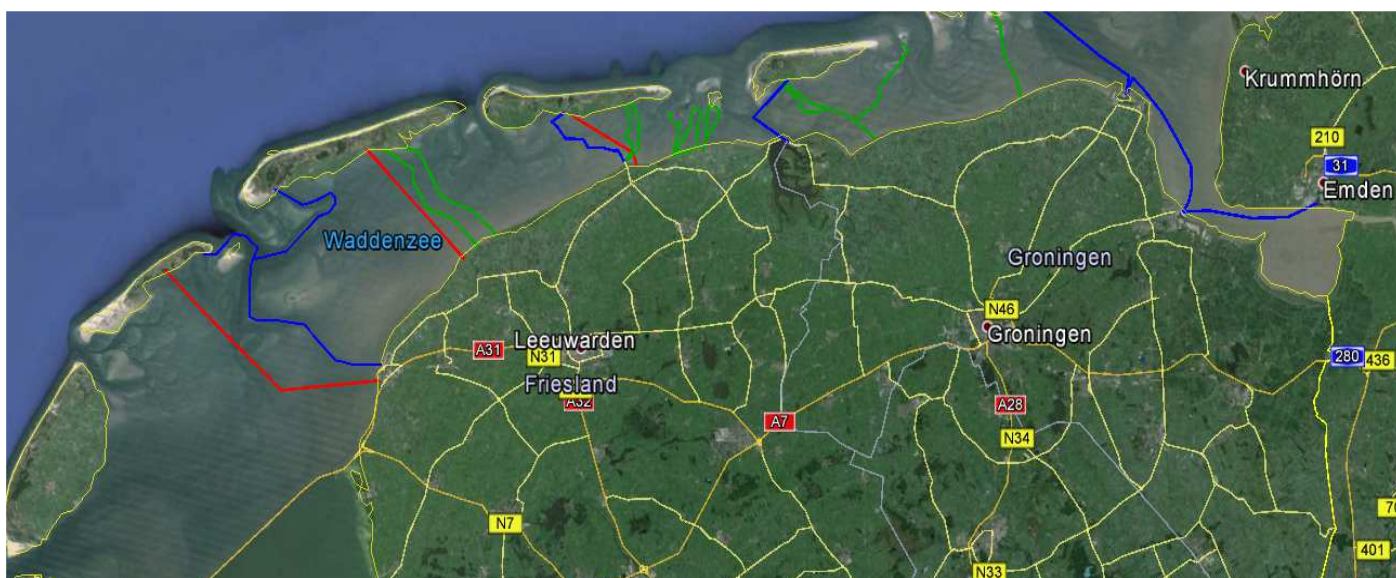 Krummhörn
210
31
Emden
Waddenzee
Groningen
N46
Groningen
Leeuwarden
A31
N31
280
436
Friesland
A32
A28
A7
N34
N7
401
N33